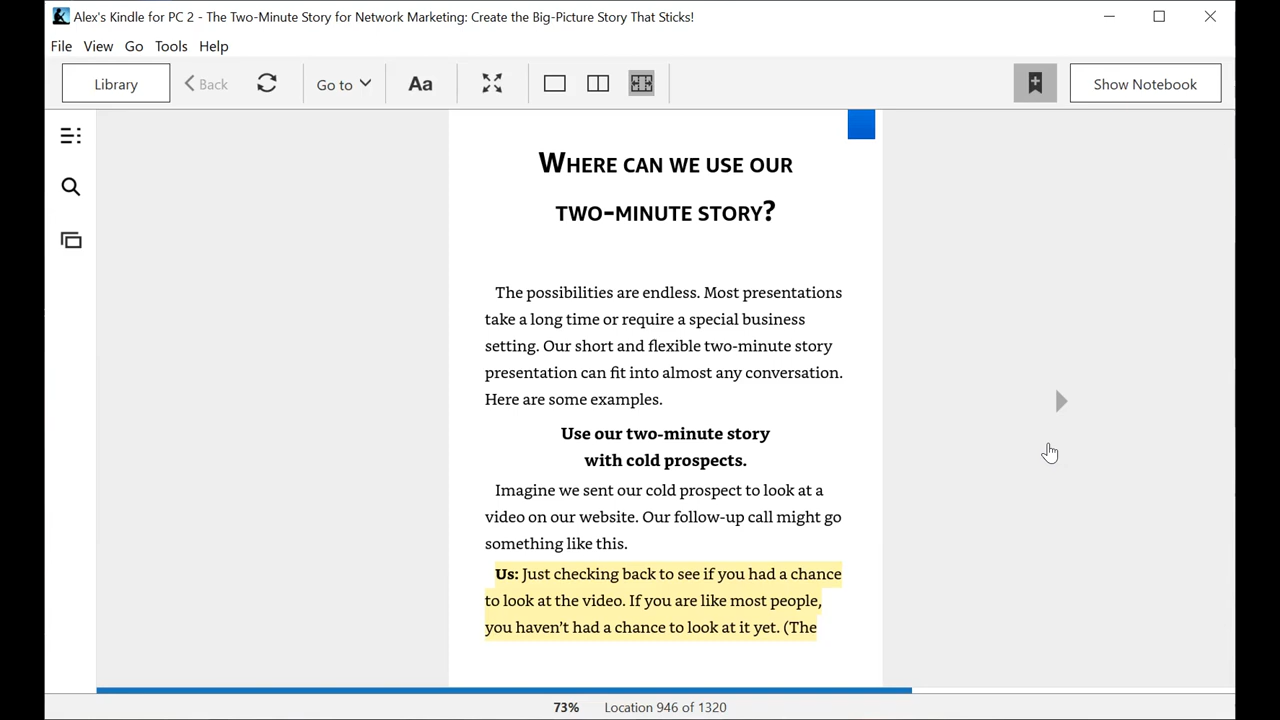 Alex's Kindle for PC 2 - The Two-Minute Story for Network Marketing: Create the Big-Picture Story That Sticks!
File View Go Tools Help
Library Back Go to Aa Show Notebook
WHERE CAN WE USE OUR
TWO-MINUTE STORY?
The possibilities are endless. Most presentations
take a long time or require a special business
setting. Our short and flexible two-minute story
presentation can fit into almost any conversation.
Here are some examples.
Use our two-minute story
with cold prospects.
Imagine we sent our cold prospect to look at a
video on our website. Our follow-up call might go
something like this.
Us: Just checking back to see if you had a chance
to look at the video. If you are like most people,
you haven't had a chance to look at it yet. (The
73% Location 946 of 1320